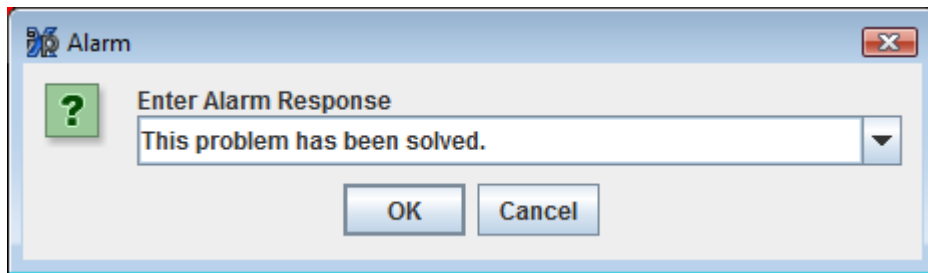 Alarm
Enter Alarm Response
This problem has been solved.
OK Cancel